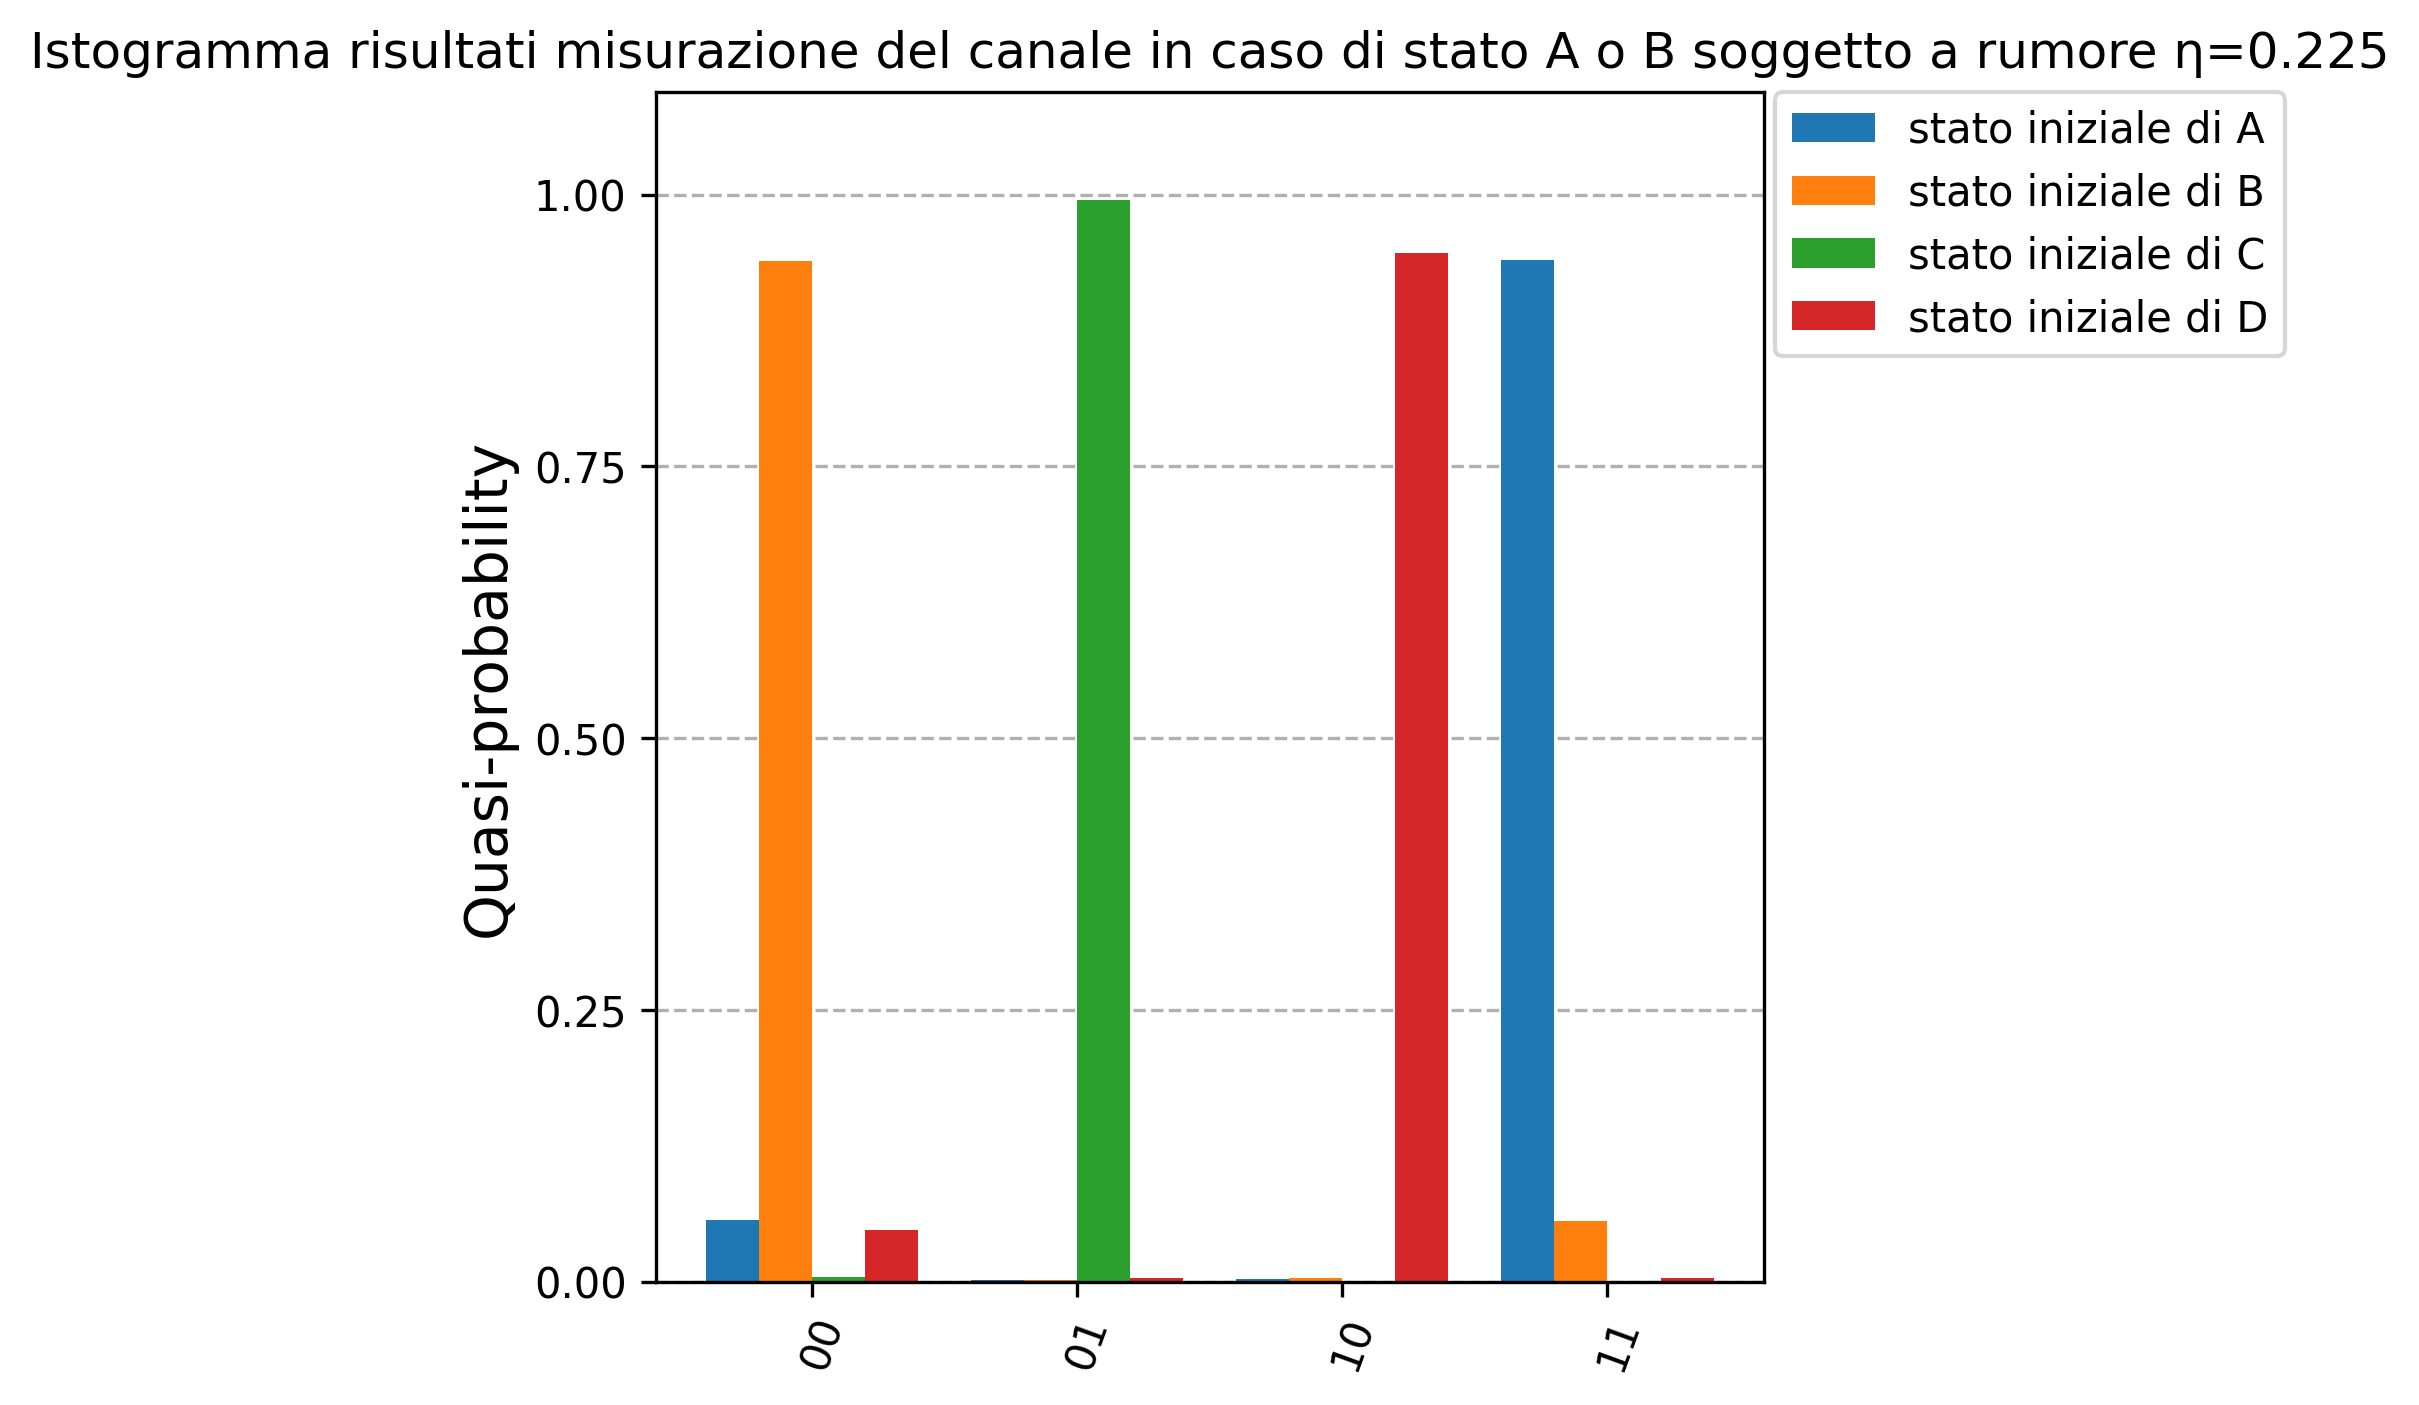 Istogramma risultati misurazione del canale in caso di stato A o B soggetto a rumore η=0.225
stato iniziale di A
stato iniziale di B
stato iniziale di C
stato iniziale di D
Quasi-probability
1.00
0.75
0.50
0.25
0.00
00
01
10
11